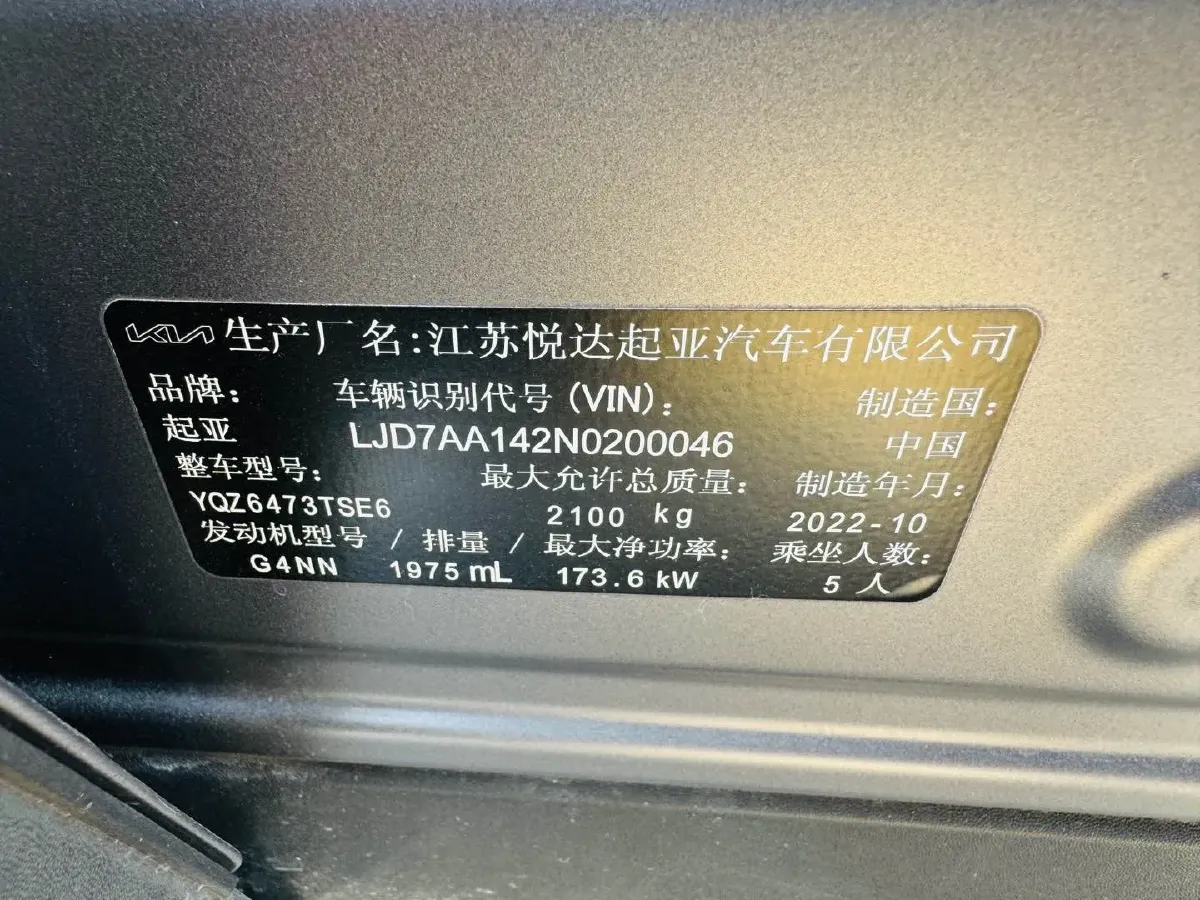 KIA 生产厂名:江苏悦达起亚汽车有限公司
品牌: 车辆识别代号(VIN): 制造国:
起亚 LJD7AA142N0200046 中国
整车型号: 最大允许总质量: 制造年月:
YQZ6473TSE6 2100 kg 2022-10
发动机型号 / 排量 / 最大净功率: 乘坐人数:
G4NN 1975 mL 173.6 kW 5 人